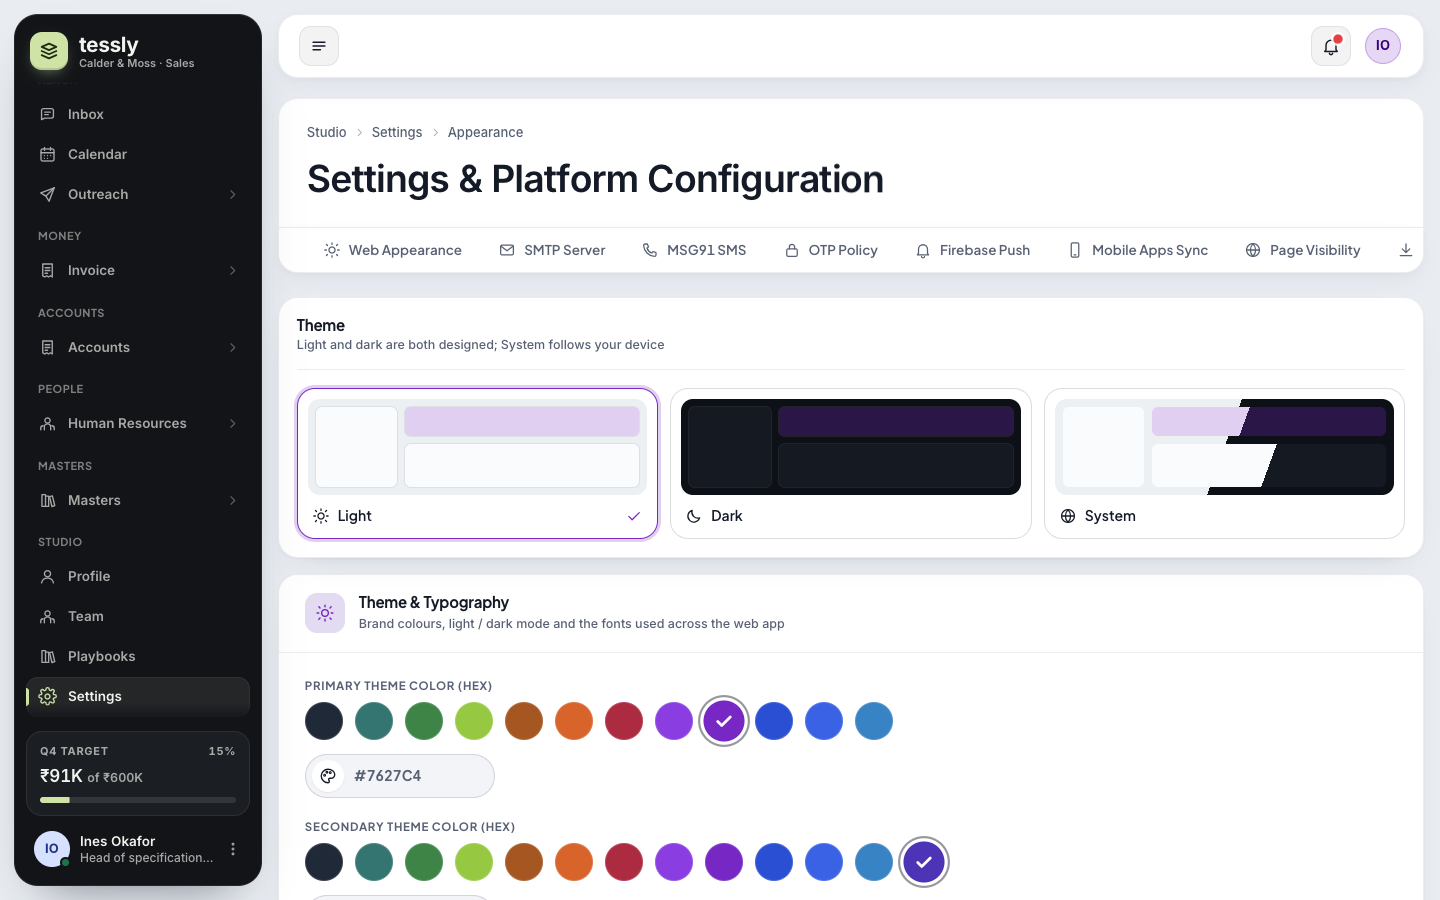 tessly
Calder & Moss · Sales
Inbox
Calendar
Outreach
MONEY
Invoice
ACCOUNTS
Accounts
PEOPLE
Human Resources
MASTERS
Masters
STUDIO
Profile
Team
Playbooks
Settings
Q4 TARGET 15%
₹91K of ₹600K
IO
Ines Okafor
Head of specification...
IO
Studio
Settings
Appearance
Settings & Platform Configuration
Web Appearance
SMTP Server
MSG91 SMS
OTP Policy
Firebase Push
Mobile Apps Sync
Page Visibility
Theme
Light and dark are both designed; System follows your device
Light
Dark
System
Theme & Typography
Brand colours, light / dark mode and the fonts used across the web app
PRIMARY THEME COLOR (HEX)
#7627C4
SECONDARY THEME COLOR (HEX)